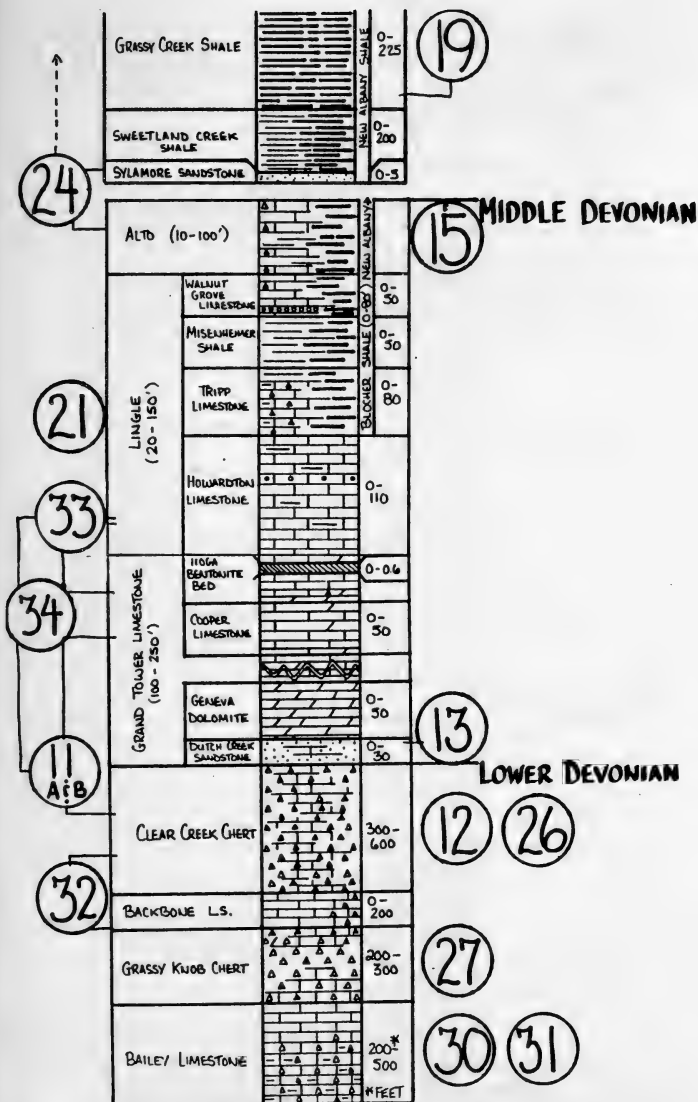 GRASSY CREEK SHALE
NEW ALBANY SHALE
0-
225
19
SWEETLAND CREEK
SHALE
0-
200
SYLAMORE SANDSTONE
0-5
24
ALTO (10-100')
NEW ALBANY
15
MIDDLE DEVONIAN
LINGLE
(20-150')
WALNUT
GROVE
LIMESTONE
0-
50
BLOCHER SHALE (0-80')
MISENHEIMER
SHALE
0-
50
21
TRIPP
LIMESTONE
0-
80
HOWARDTON
LIMESTONE
0-
110
33
GRAND TOWER LIMESTONE
(100-250')
TIOGA
BENTONITE
BED
0-0.6
34
COOPER
LIMESTONE
0-
50
GENEVA
DOLOMITE
0-
50
13
DUTCH CREEK
SANDSTONE
0-
30
11
A&B
LOWER DEVONIAN
CLEAR CREEK CHERT
300-
600
12
26
32
BACKBONE L.S.
0-
200
GRASSY KNOB CHERT
200-
300
27
BAILEY LIMESTONE
200*-
500
*FEET
30
31